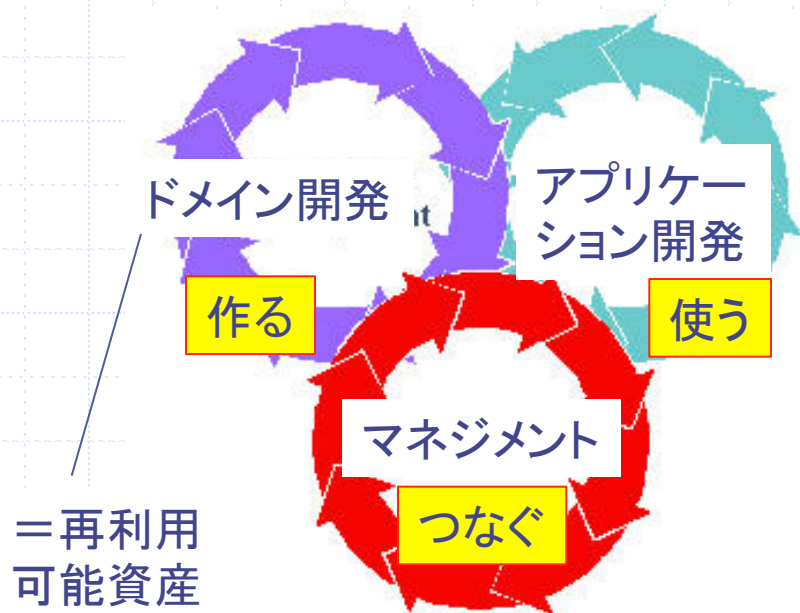 ドメイン開発
作る
アプリケー
ション開発
使う
マネジメント
つなぐ
＝再利用
可能資産